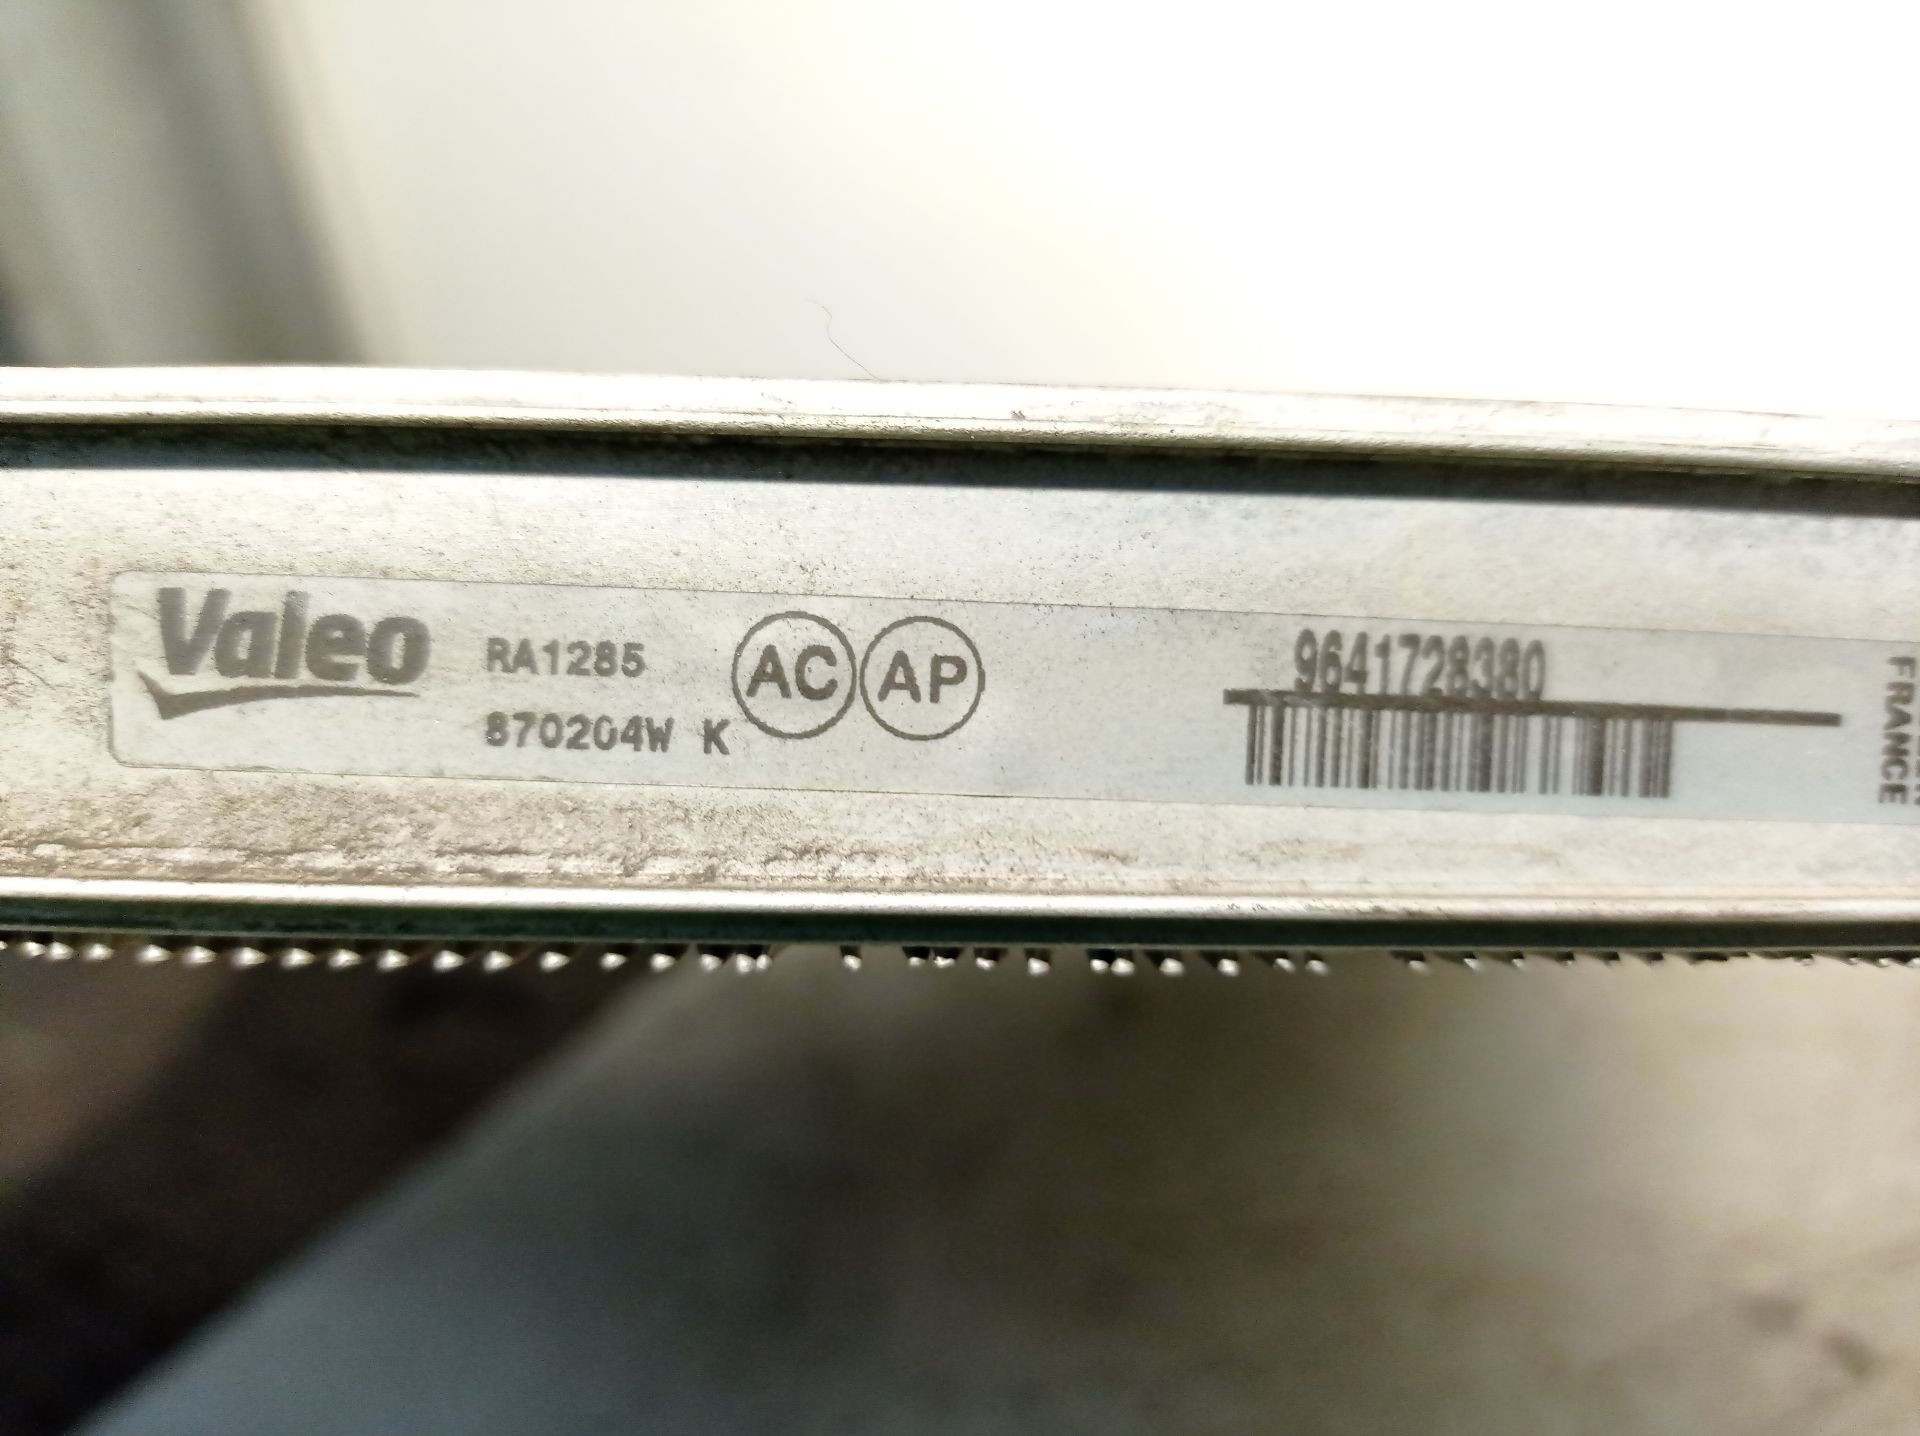 Valeo
RA1285
870204W K
AC AP
9641728380
FRANCE